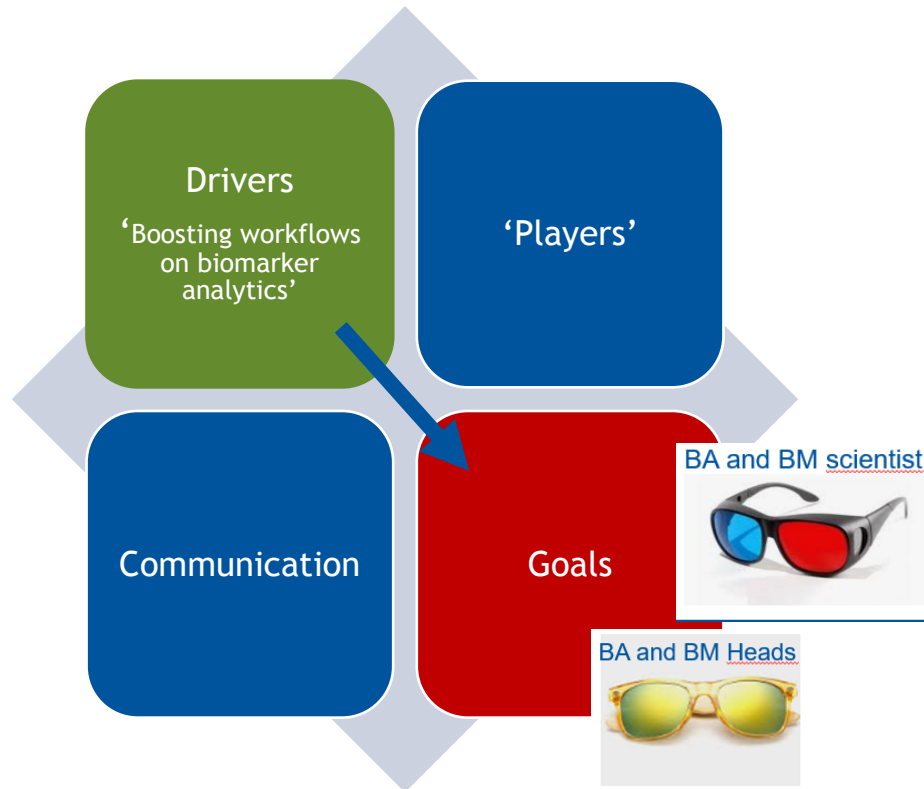 Drivers
‘Boosting workflows
on biomarker
analytics’
‘Players’
Communication
Goals
BA and BM scientist
BA and BM Heads